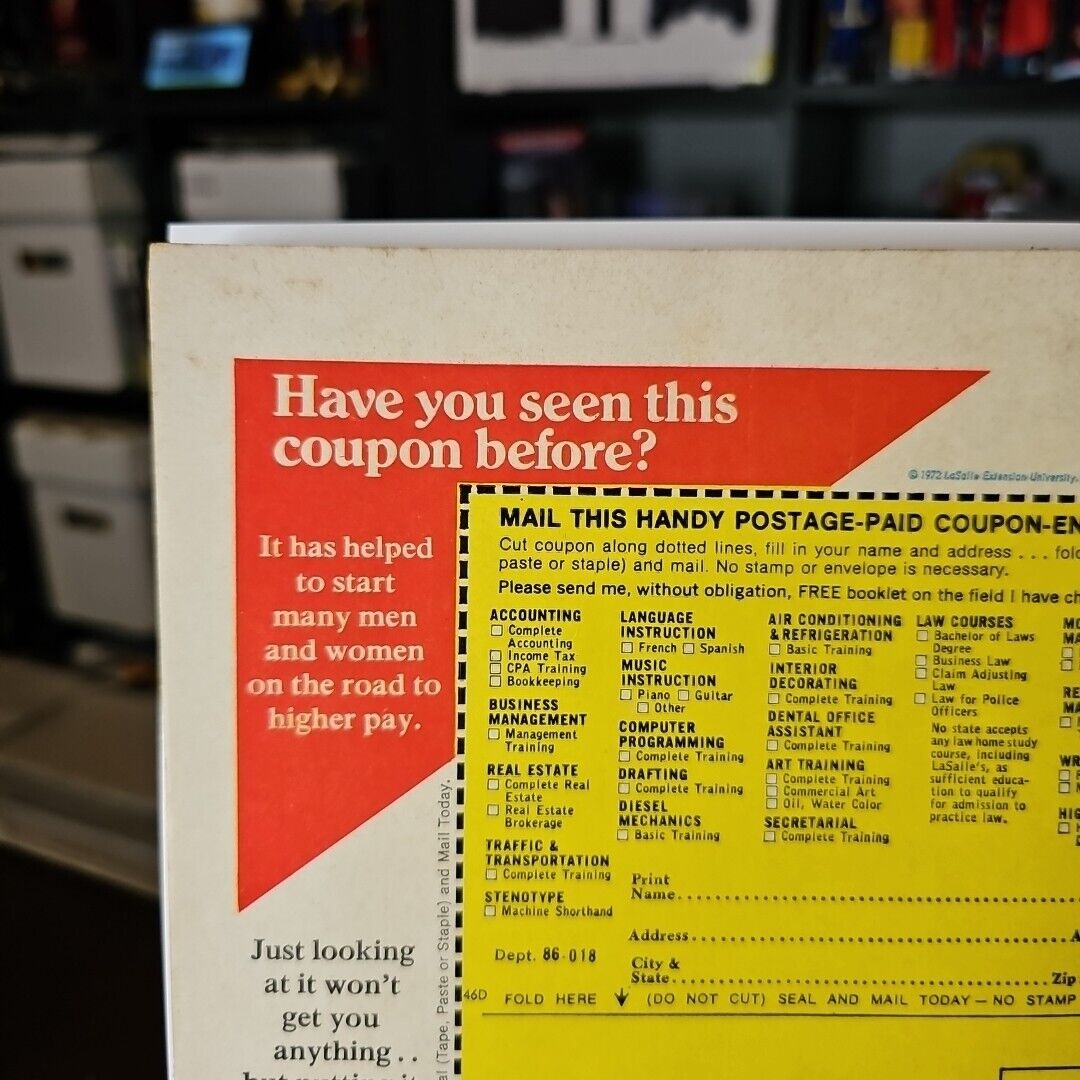 Have you seen this
coupon before?
© 1972 LaSalle Extension University.
It has helped
to start
many men
and women
on the road to
higher pay.
Just looking
at it won't
get you
anything . .
MAIL THIS HANDY POSTAGE-PAID COUPON-EN
Cut coupon along dotted lines, fill in your name and address . . . fold
paste or staple) and mail. No stamp or envelope is necessary.
Please send me, without obligation, FREE booklet on the field I have ch
ACCOUNTING
Complete
Accounting
Income Tax
CPA Training
Bookkeeping
BUSINESS
MANAGEMENT
Management
Training
REAL ESTATE
Complete Real
Estate
Real Estate
Brokerage
TRAFFIC &
TRANSPORTATION
Complete Training
STENOTYPE
Machine Shorthand
LANGUAGE
INSTRUCTION
French Spanish
MUSIC
INSTRUCTION
Piano Guitar
Other
COMPUTER
PROGRAMMING
Complete Training
DRAFTING
Complete Training
DIESEL
MECHANICS
Basic Training
AIR CONDITIONING
& REFRIGERATION
Basic Training
INTERIOR
DECORATING
Complete Training
DENTAL OFFICE
ASSISTANT
Complete Training
ART TRAINING
Complete Training
Commercial Art
Oil, Water Color
SECRETARIAL
Complete Training
LAW COURSES
Bachelor of Laws
Degree
Business Law
Claim Adjusting
Law
Law for Police
Officers
No state accepts
any law home study
course, including
LaSalle's, as
sufficient educa-
tion to qualify
for admission to
practice law.
MO
MA
RE
MA
WR
HIG
Print
Name
Address
City &
State Zip
Dept. 86-018
46D FOLD HERE (DO NOT CUT) SEAL AND MAIL TODAY — NO STAMP
al (Tape, Paste or Staple) and Mail Today.